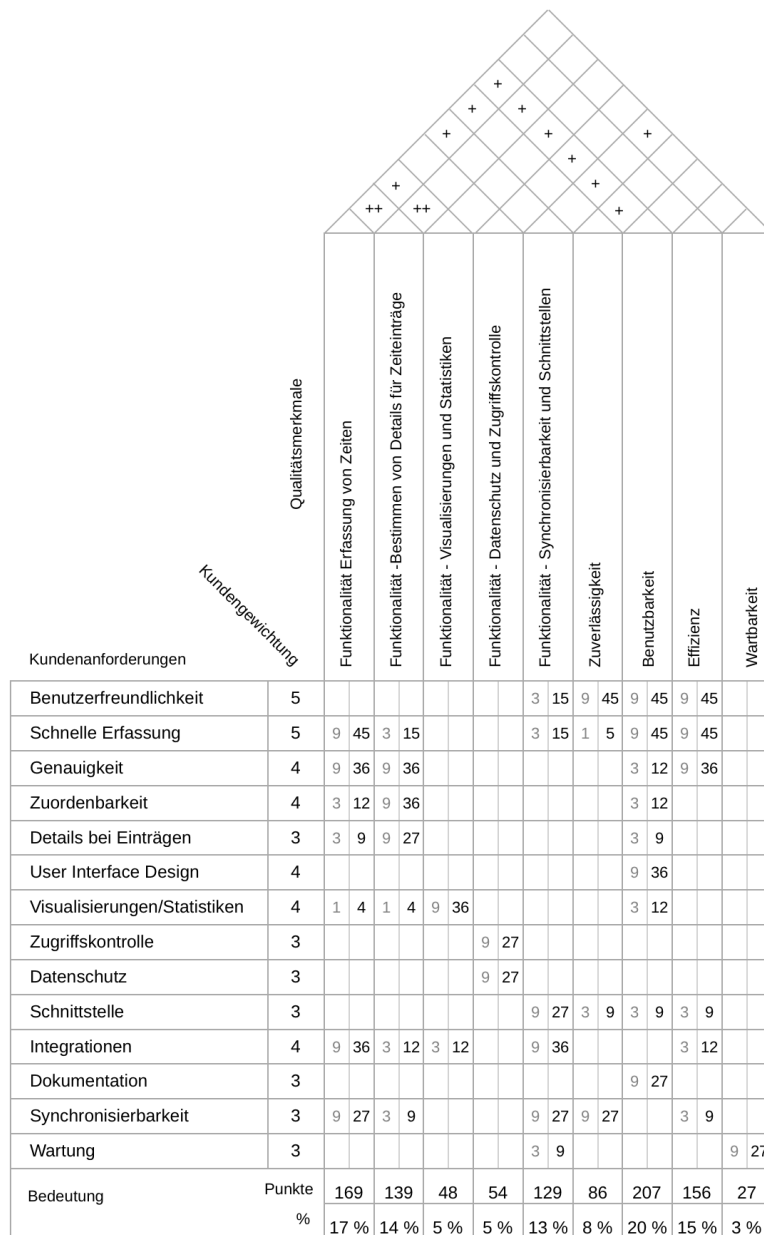 +
+ +
+ + +
+
+ +
++ ++ +
Qualitätsmerkmale
Kundengewichtung
Kundenanforderungen
Funktionalität Erfassung von Zeiten
Funktionalität -Bestimmen von Details für Zeiteinträge
Funktionalität - Visualisierungen und Statistiken
Funktionalität - Datenschutz und Zugriffskontrolle
Funktionalität - Synchronisierbarkeit und Schnittstellen
Zuverlässigkeit
Benutzbarkeit
Effizienz
Wartbarkeit
Benutzerfreundlichkeit 5 3 15 9 45 9 45 9 45
Schnelle Erfassung 5 9 45 3 15 3 15 1 5 9 45 9 45
Genauigkeit 4 9 36 9 36 3 12 9 36
Zuordenbarkeit 4 3 12 9 36 3 12
Details bei Einträgen 3 3 9 9 27 3 9
User Interface Design 4 9 36
Visualisierungen/Statistiken 4 1 4 1 4 9 36 3 12
Zugriffskontrolle 3 9 27
Datenschutz 3 9 27
Schnittstelle 3 9 27 3 9 3 9 3 9
Integrationen 4 9 36 3 12 3 12 9 36 3 12
Dokumentation 3 9 27
Synchronisierbarkeit 3 9 27 3 9 9 27 9 27 3 9
Wartung 3 3 9 9 27
Bedeutung Punkte 169 139 48 54 129 86 207 156 27
% 17 % 14 % 5 % 5 % 13 % 8 % 20 % 15 % 3 %